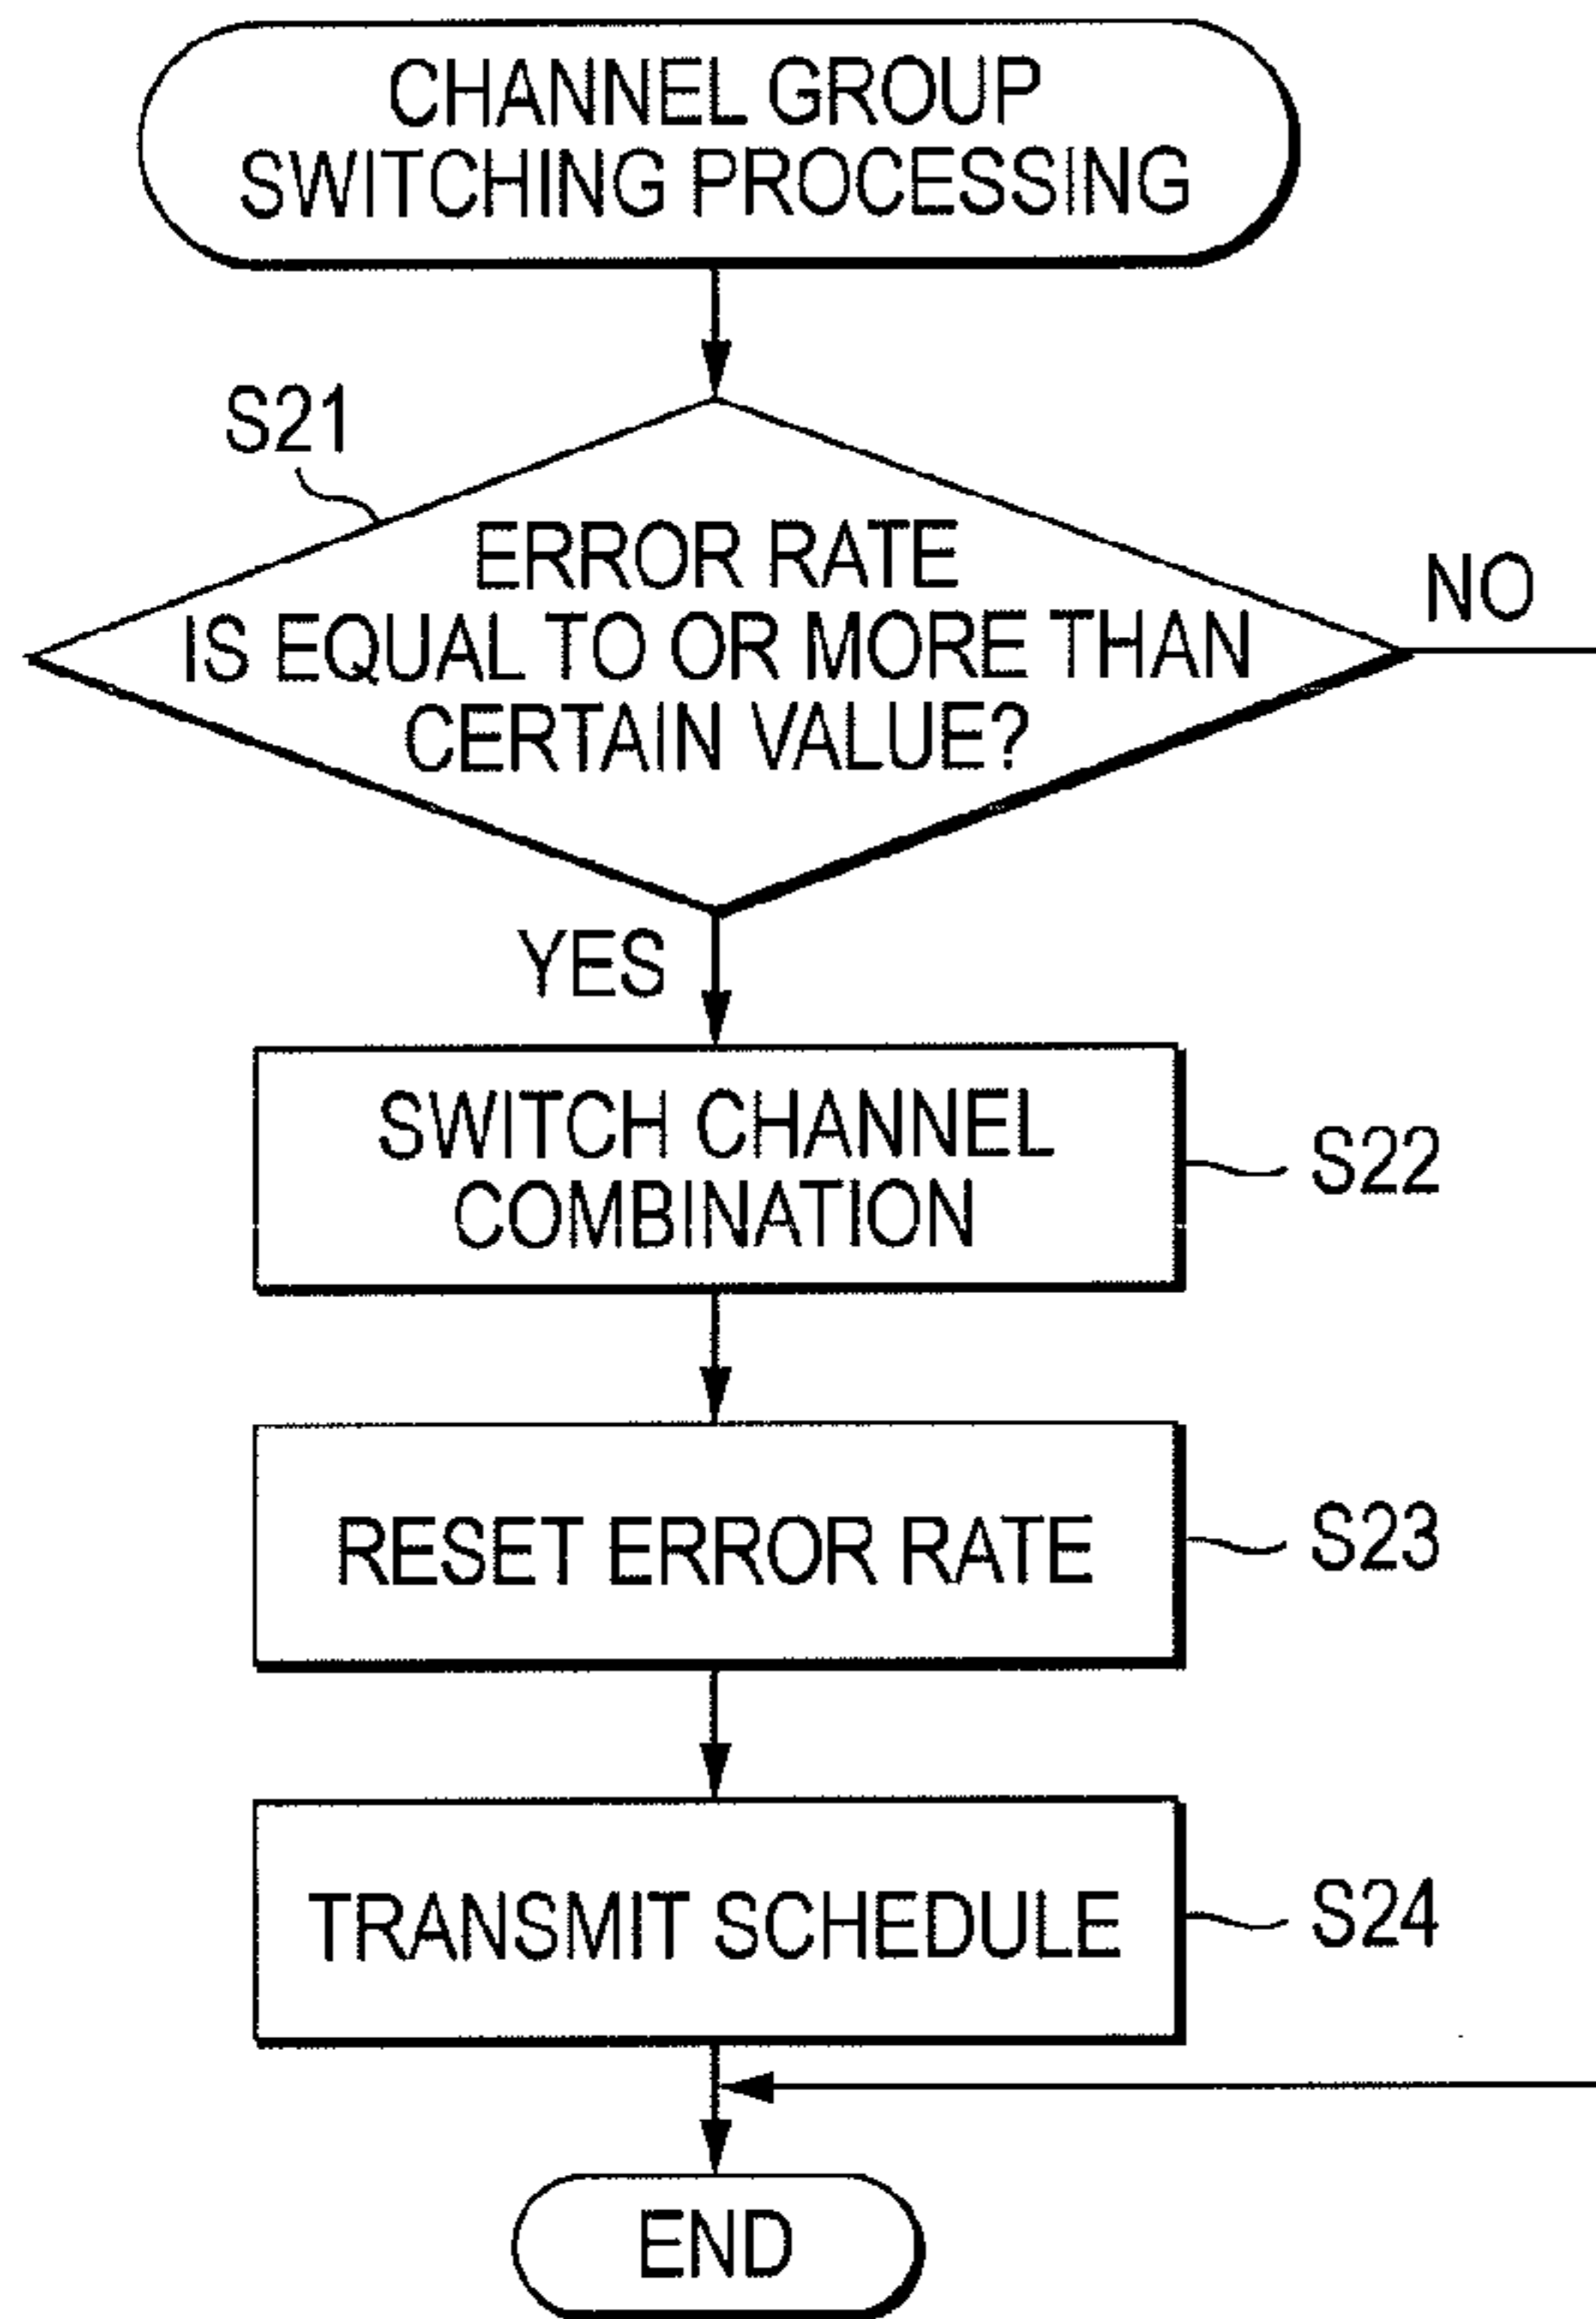 CHANNEL GROUP
SWITCHING PROCESSING
S21
ERROR RATE
IS EQUAL TO OR MORE THAN
CERTAIN VALUE?
NO
YES
SWITCH CHANNEL
COMBINATION
S22
RESET ERROR RATE
S23
TRANSMIT SCHEDULE
S24
END